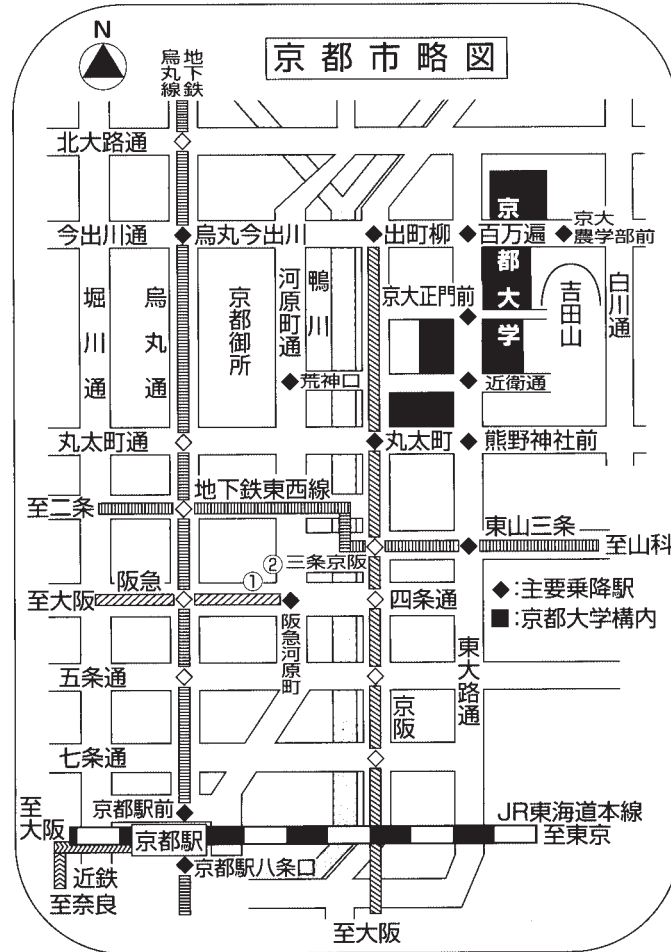 N
地下鉄
烏丸線
京都市略図
北大路通
今出川通
烏丸今出川
出町柳
百万遍
京大
農学部前
京都大学
堀川通
烏丸通
京都御所
河原町通
鴨川
京大正門前
吉田山
白川通
荒神口
近衛通
丸太町通
丸太町
熊野神社前
至二条
地下鉄東西線
東山三条
至山科
②
三条京阪
阪急
①
至大阪
四条通
◆:主要乗降駅
■:京都大学構内
阪急河原町
五条通
京阪
東大路通
七条通
至
大阪
京都駅前
京都駅
JR東海道本線
至東京
近鉄
京都駅八条口
至奈良
至大阪